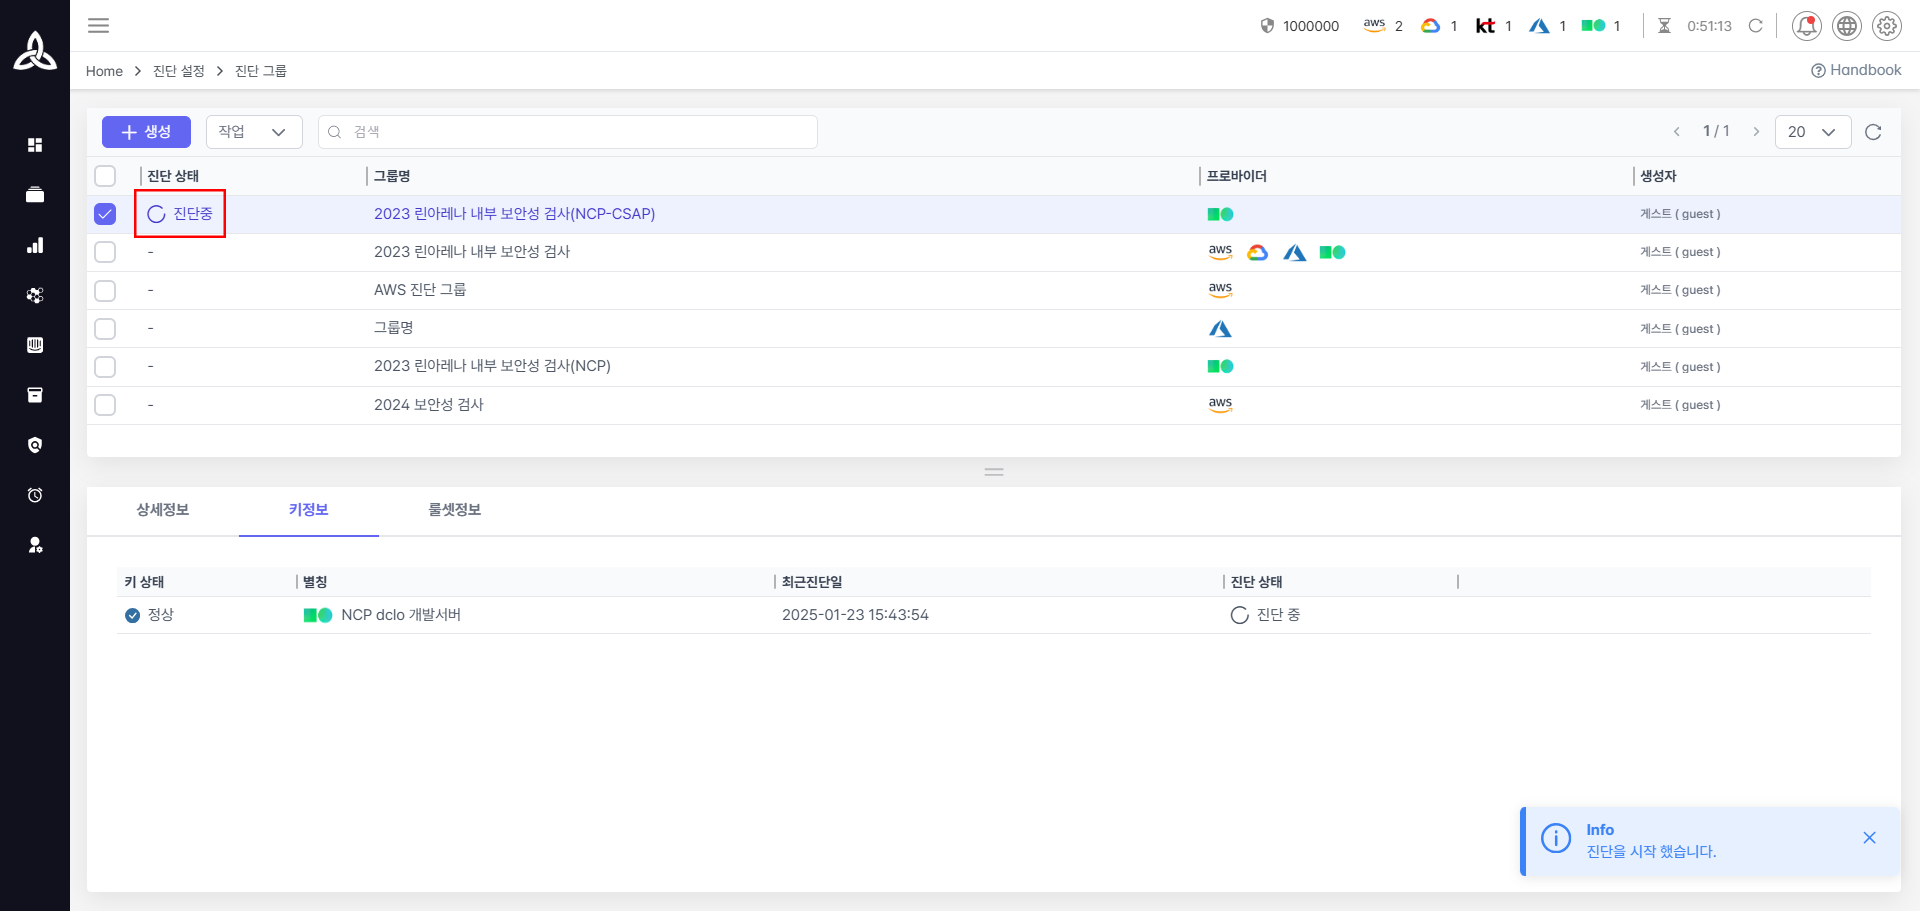 1000000 aws 2 1 kt 1 1 1 0:51:13
Home > 진단 설정 > 진단 그룹 Handbook
생성 작업 검색 1 / 1 20
진단 상태 그룹명 프로바이더 생성자
진단중 2023 린아레나 내부 보안성 검사(NCP-CSAP) 게스트 ( guest )
- 2023 린아레나 내부 보안성 검사 aws 게스트 ( guest )
- AWS 진단 그룹 aws 게스트 ( guest )
- 그룹명 게스트 ( guest )
- 2023 린아레나 내부 보안성 검사(NCP) 게스트 ( guest )
- 2024 보안성 검사 aws 게스트 ( guest )
상세정보 키정보 룰셋정보
키 상태 별칭 최근진단일 진단 상태
정상 NCP dclo 개발서버 2025-01-23 15:43:54 진단 중
Info
진단을 시작 했습니다.